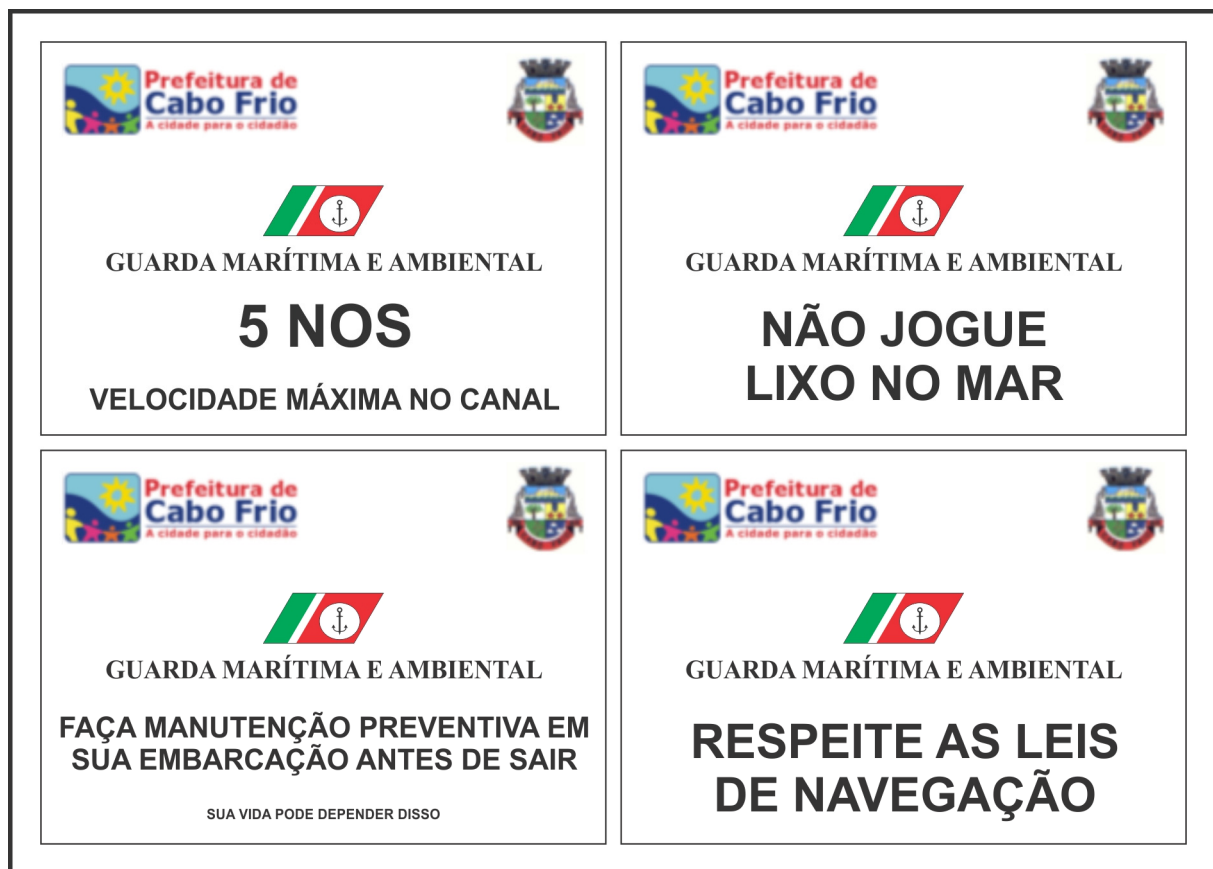 Prefeitura de
Cabo Frio
A cidade para o cidadão
GUARDA MARÍTIMA E AMBIENTAL
5 NOS
VELOCIDADE MÁXIMA NO CANAL
Prefeitura de
Cabo Frio
A cidade para o cidadão
GUARDA MARÍTIMA E AMBIENTAL
NÃO JOGUE
LIXO NO MAR
Prefeitura de
Cabo Frio
A cidade para o cidadão
GUARDA MARÍTIMA E AMBIENTAL
FAÇA MANUTENÇÃO PREVENTIVA EM
SUA EMBARCAÇÃO ANTES DE SAIR
SUA VIDA PODE DEPENDER DISSO
Prefeitura de
Cabo Frio
A cidade para o cidadão
GUARDA MARÍTIMA E AMBIENTAL
RESPEITE AS LEIS
DE NAVEGAÇÃO